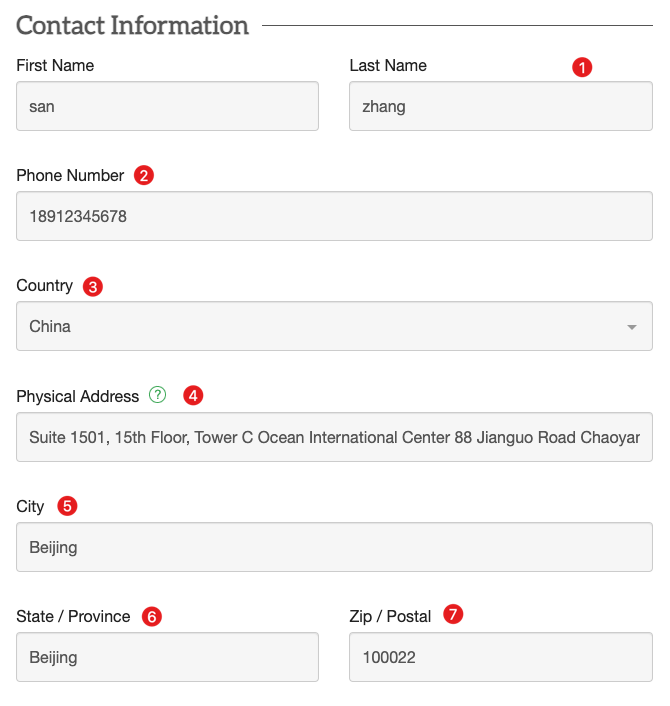 Contact Information
First Name
Last Name 1
san
zhang
Phone Number 2
18912345678
Country 3
China
Physical Address ? 4
Suite 1501, 15th Floor, Tower C Ocean International Center 88 Jianguo Road Chaoyar
City 5
Beijing
State / Province 6
Zip / Postal 7
Beijing
100022